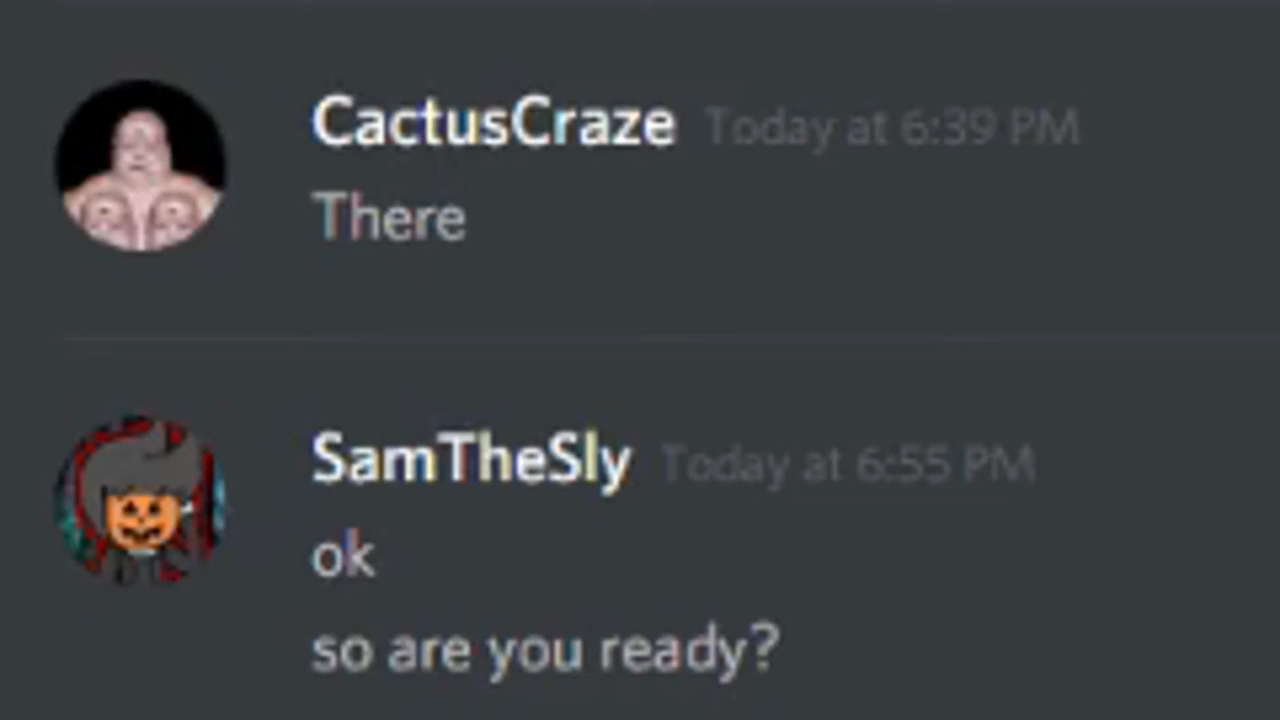 CactusCraze Today at 6:39 PM
There
SamTheSly Today at 6:55 PM
ok
so are you ready?